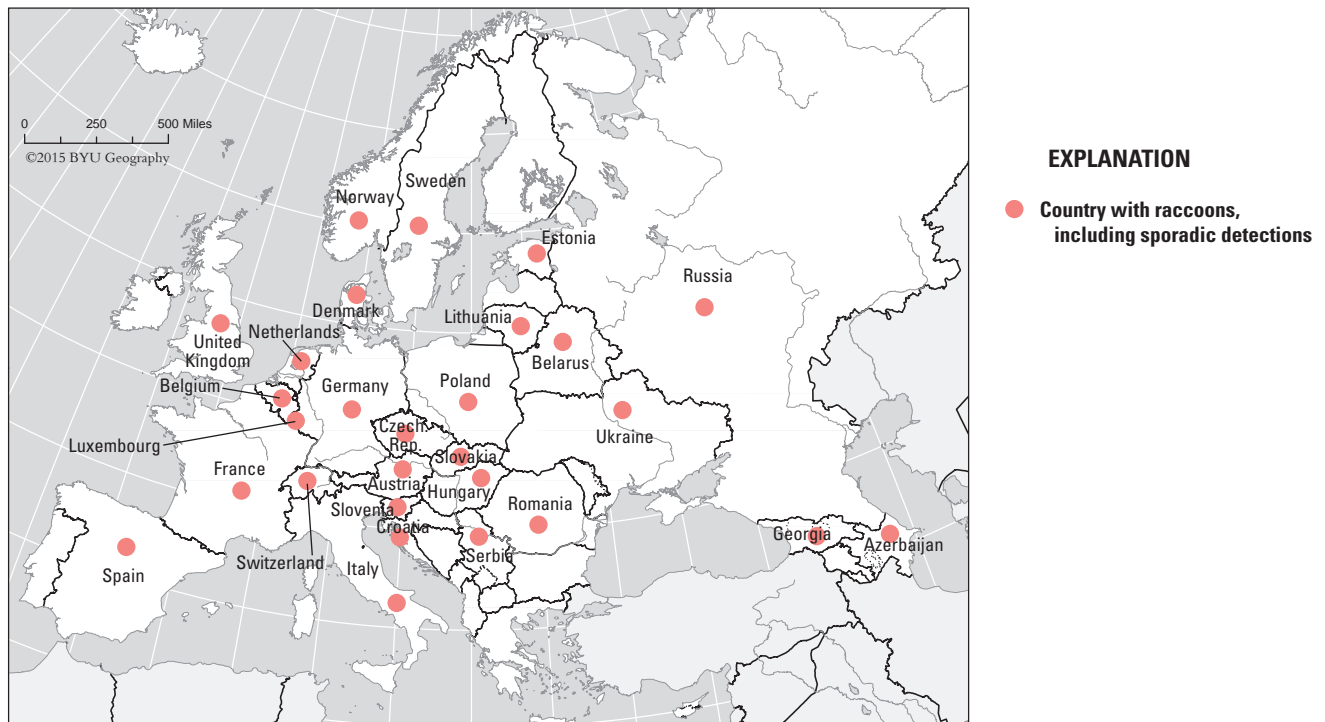 0 250 500 Miles
©2015 BYU Geography
Norway
Sweden
Estonia
Russia
Denmark
Lithuania
Netherlands
United
Kingdom
Belarus
Belgium
Germany
Poland
Luxembourg
Czech
Rep.
Ukraine
Slovakia
France
Austria
Hungary
Slovenia
Romania
Croatia
Georgia
Azerbaijan
Serbia
Switzerland
Italy
Spain
EXPLANATION
Country with raccoons,
including sporadic detections